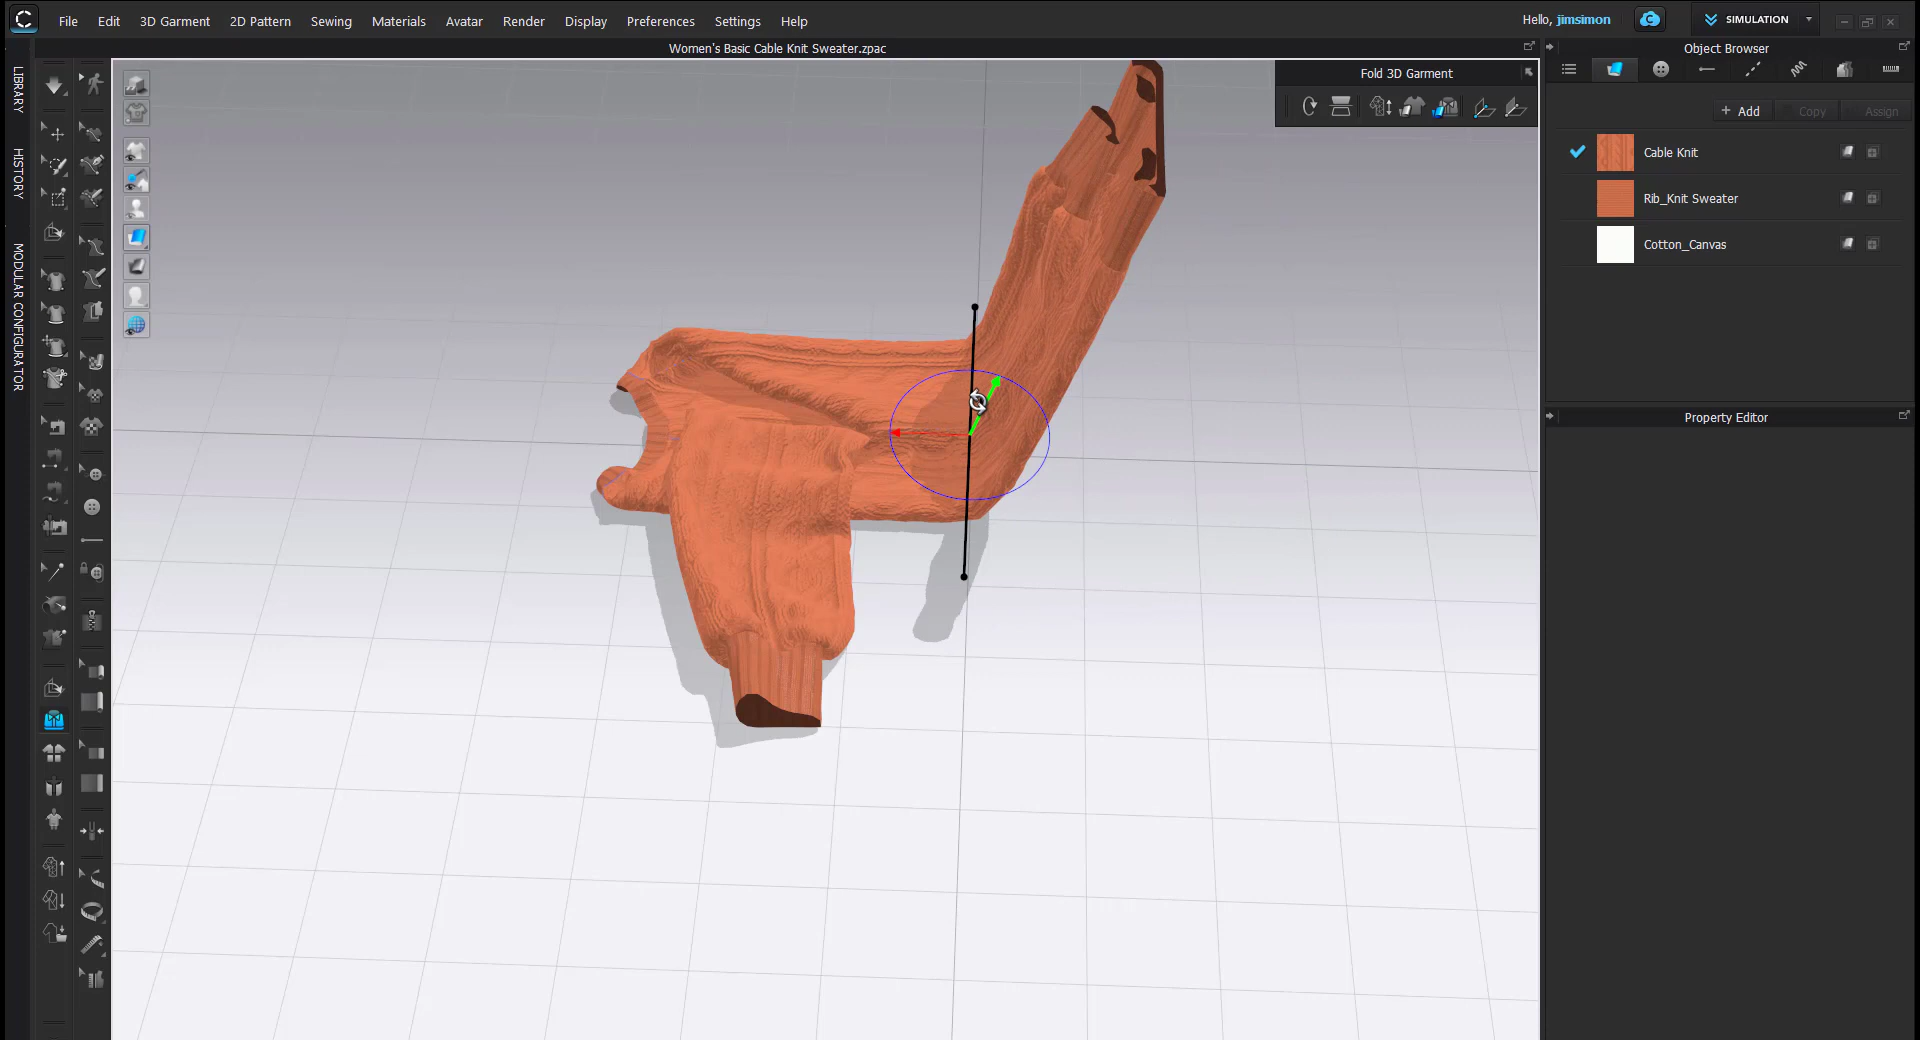 File Edit 3D Garment 2D Pattern Sewing Materials Avatar Render Display Preferences Settings Help
Hello, jimsimon
SIMULATION
Women's Basic Cable Knit Sweater.zpac
Object Browser
LIBRARY
HISTORY
MODULAR CONFIGURATOR
Fold 3D Garment
+ Add Copy Assign
Cable Knit
Rib_Knit Sweater
Cotton_Canvas
Property Editor